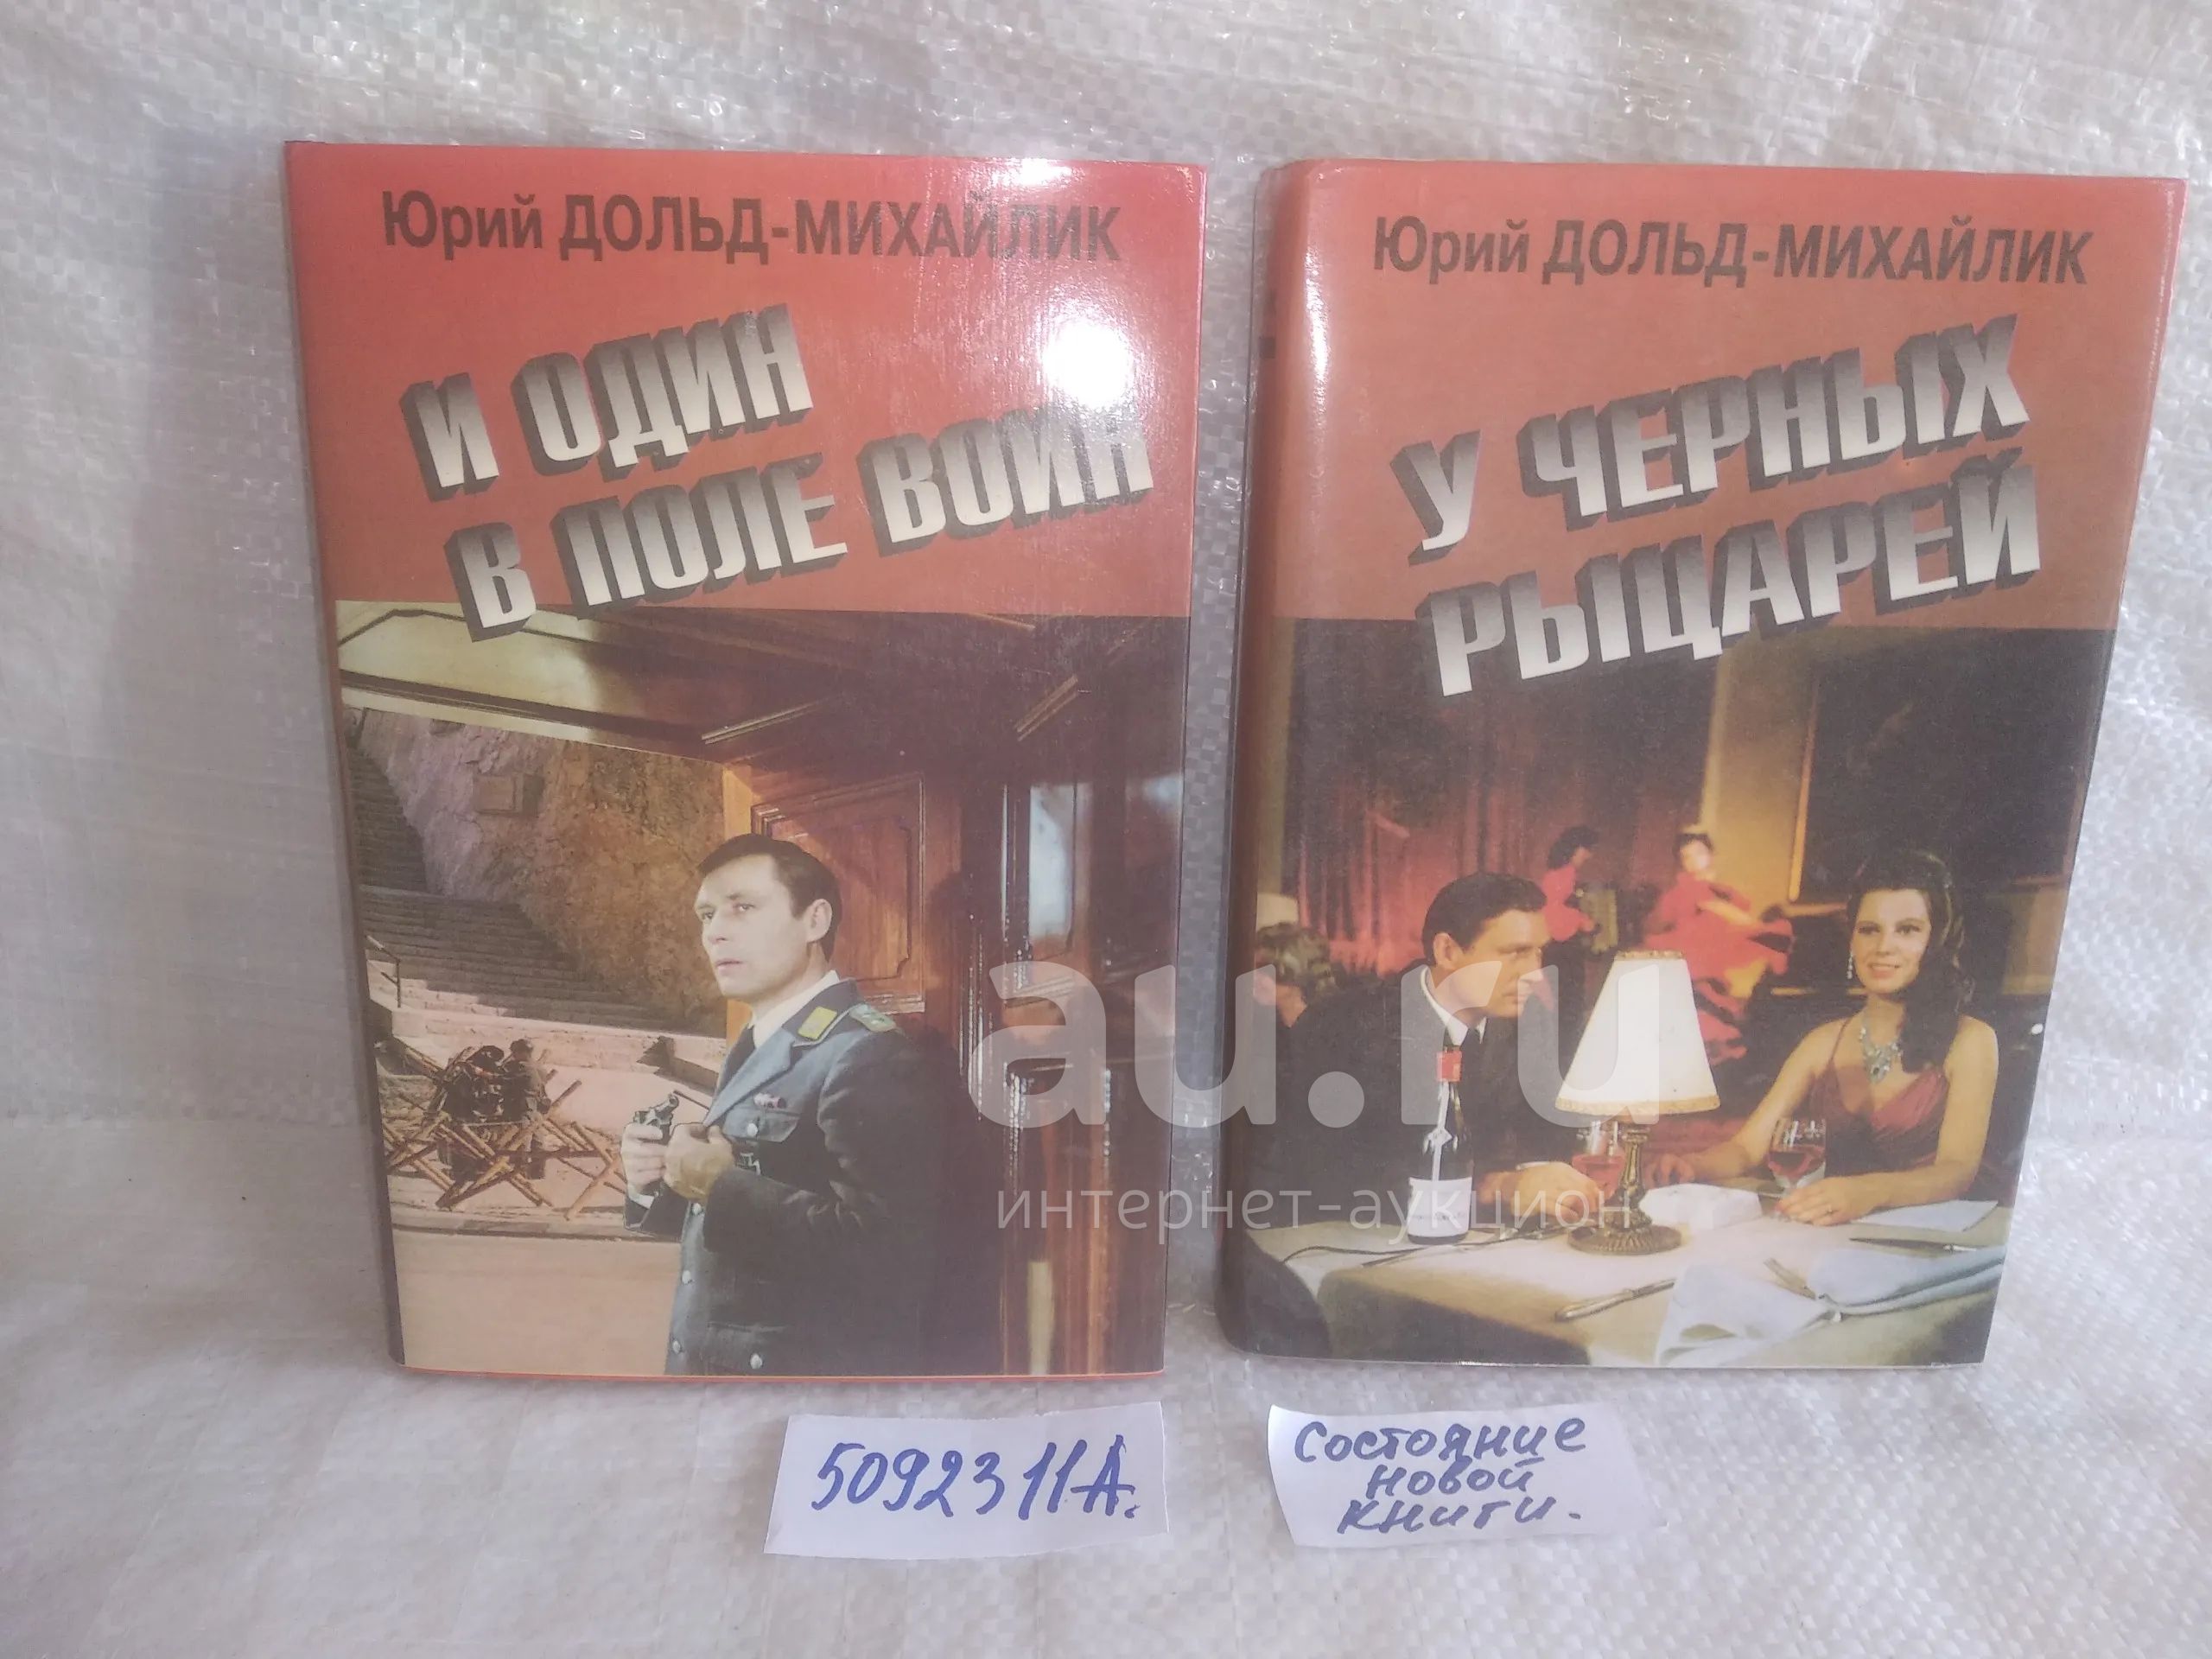 Юрий ДОЛЬД-МИХАЙЛИК
И ОДИН
В ПОЛЕ ВОИН
Юрий ДОЛЬД-МИХАЙЛИК
У ЧЕРНЫХ
РЫЦАРЕЙ
au.ru
интернет-аукцион
5092311А.
Состояние
новой
книги.